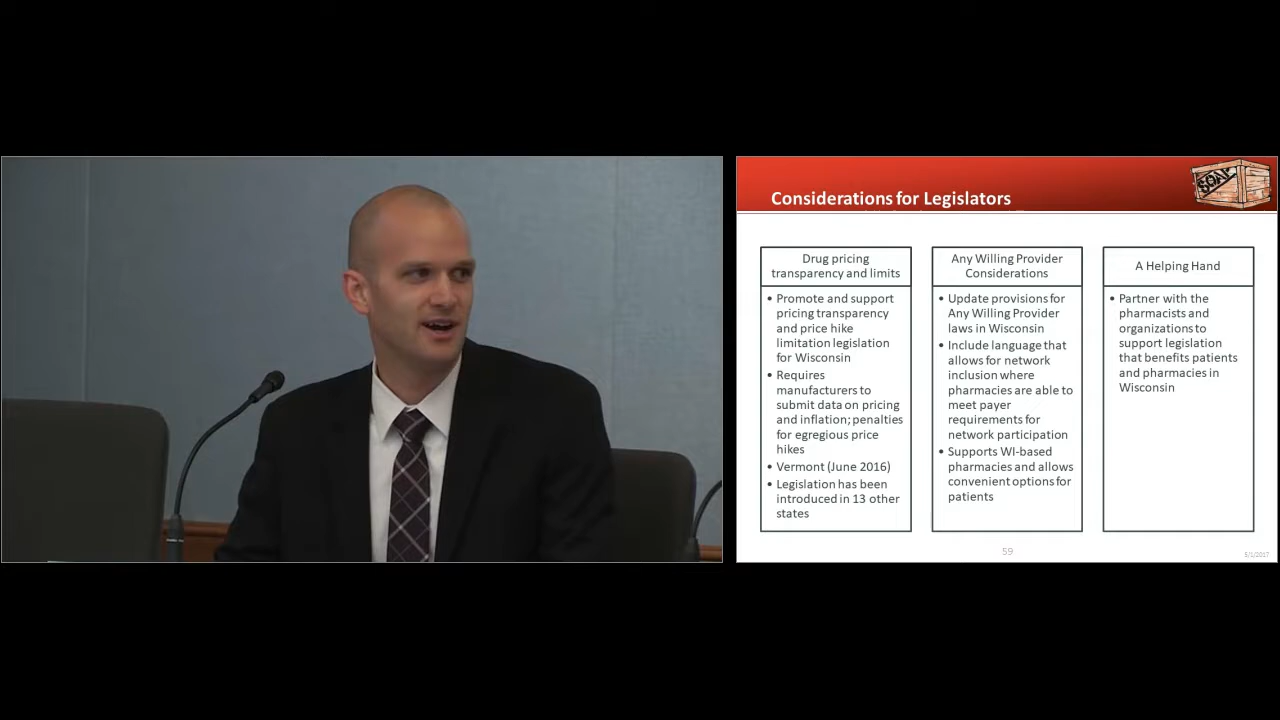 SOAP
Considerations for Legislators
Drug pricing
transparency and limits
• Promote and support
pricing transparency
and price hike
limitation legislation
for Wisconsin
• Requires
manufacturers to
submit data on pricing
and inflation; penalties
for egregious price
hikes
• Vermont (June 2016)
• Legislation has been
introduced in 13 other
states
Any Willing Provider
Considerations
• Update provisions for
Any Willing Provider
laws in Wisconsin
• Include language that
allows for network
inclusion where
pharmacies are able to
meet payer
requirements for
network participation
• Supports WI-based
pharmacies and allows
convenient options for
patients
A Helping Hand
• Partner with the
pharmacists and
organizations to
support legislation
that benefits patients
and pharmacies in
Wisconsin
59
5/1/2017